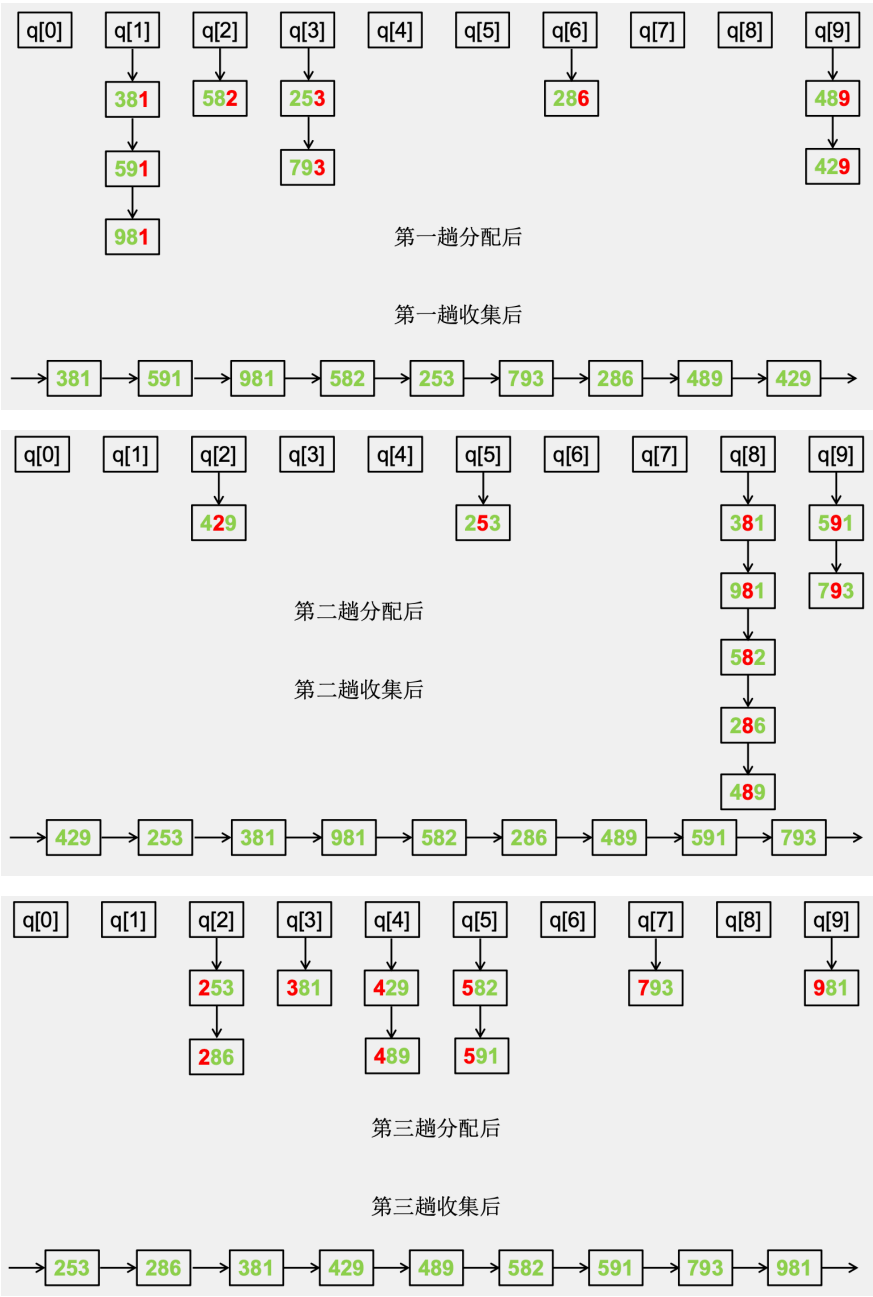 q[0] q[1] q[2] q[3] q[4] q[5] q[6] q[7] q[8] q[9]
381 582 253 286 489
591 793 429
981 第一趟分配后
第一趟收集后
381 591 981 582 253 793 286 489 429
q[0] q[1] q[2] q[3] q[4] q[5] q[6] q[7] q[8] q[9]
429 253 381 591
981 793
第二趟分配后
582
第二趟收集后
286
489
429 253 381 981 582 286 489 591 793
q[0] q[1] q[2] q[3] q[4] q[5] q[6] q[7] q[8] q[9]
253 381 429 582 793 981
286 489 591
第三趟分配后
第三趟收集后
253 286 381 429 489 582 591 793 981